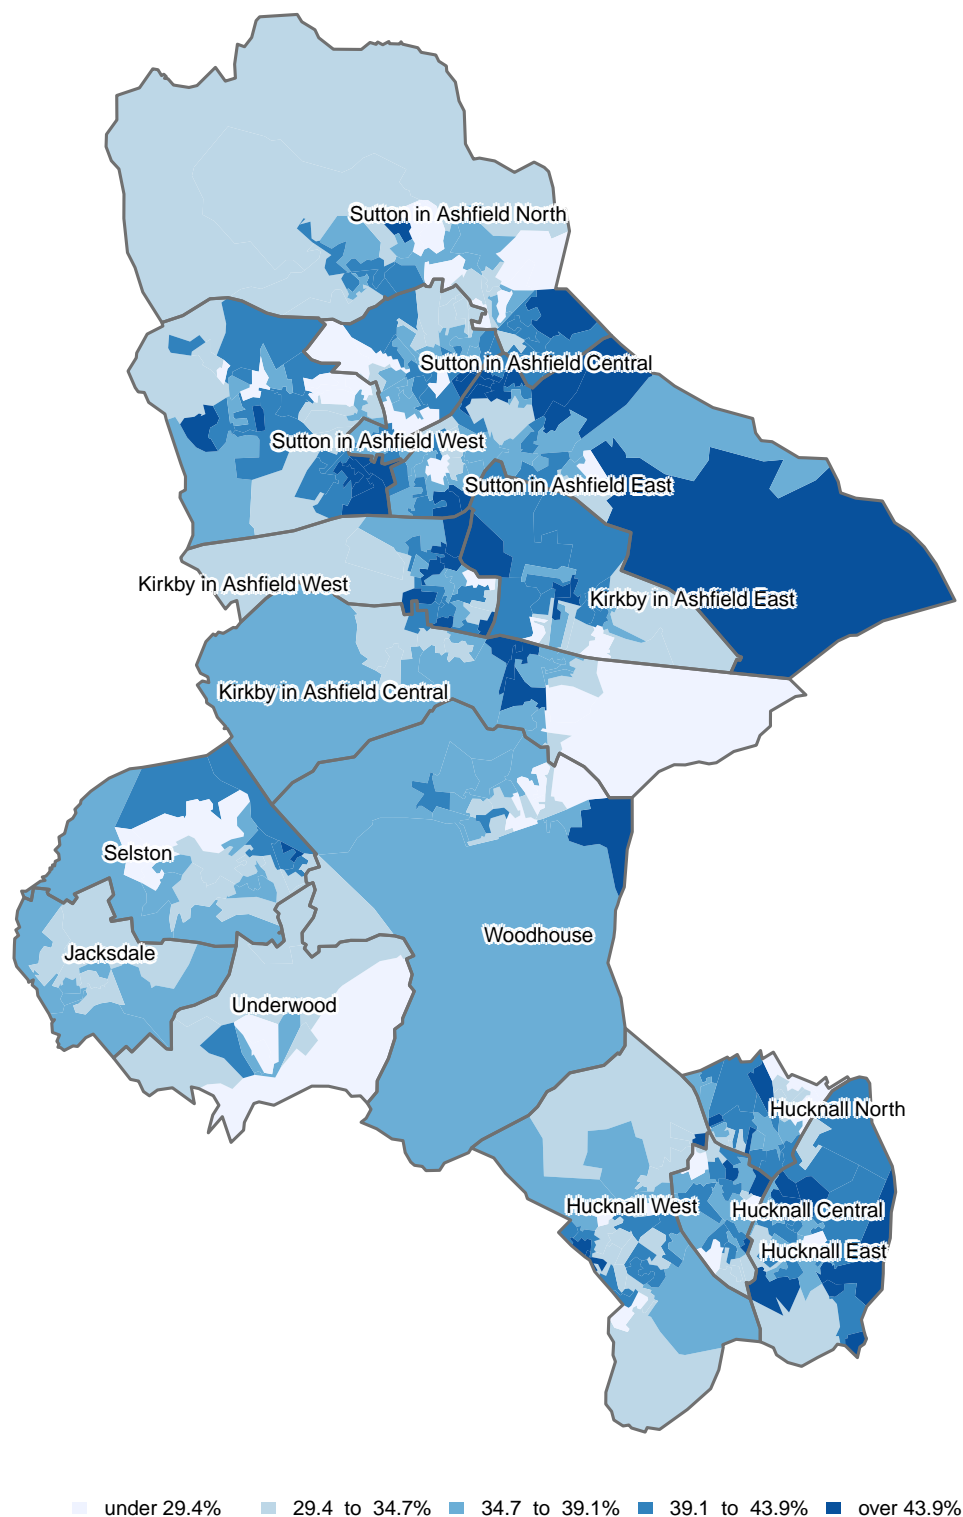 Sutton in Ashfield North
Sutton in Ashfield Central
Sutton in Ashfield West
Sutton in Ashfield East
Kirkby in Ashfield West
Kirkby in Ashfield East
Kirkby in Ashfield Central
Selston
Woodhouse
Jacksdale
Underwood
Hucknall North
Hucknall West
Hucknall Central
Hucknall East
under 29.4% 29.4 to 34.7% 34.7 to 39.1% 39.1 to 43.9% over 43.9%